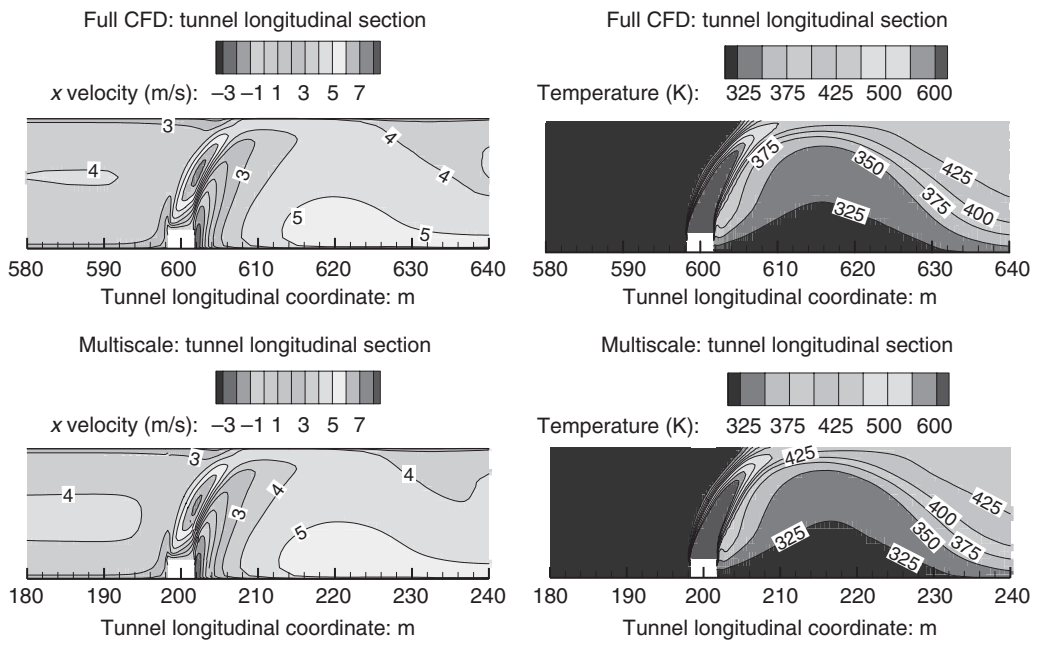 Full CFD: tunnel longitudinal section
x velocity (m/s): –3 –1 1 3 5 7
3
4
4
3
4
5
5
580 590 600 610 620 630 640
Tunnel longitudinal coordinate: m
Full CFD: tunnel longitudinal section
Temperature (K): 325 375 425 500 600
375
350
425
375
400
325
580 590 600 610 620 630 640
Tunnel longitudinal coordinate: m
Multiscale: tunnel longitudinal section
x velocity (m/s): –3 –1 1 3 5 7
3
4
4
4
3
5
180 190 200 210 220 230 240
Tunnel longitudinal coordinate: m
Multiscale: tunnel longitudinal section
Temperature (K): 325 375 425 500 600
425
425
400
325
350
375
325
180 190 200 210 220 230 240
Tunnel longitudinal coordinate: m